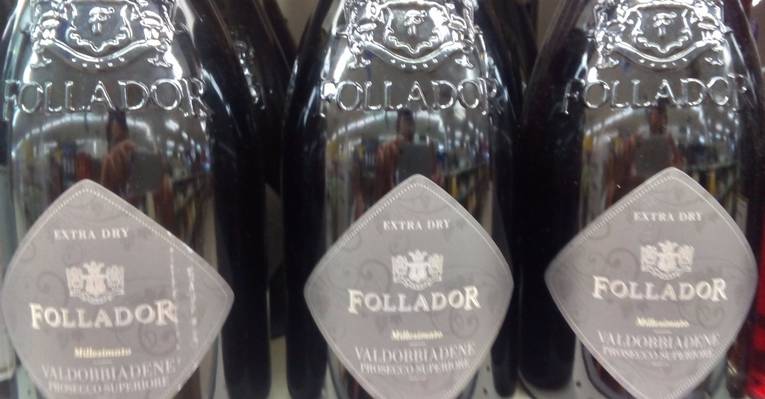 FOLLADOR
EXTRA DRY
FOLLADOR
Millesimato
VALDOBBIADENE
PROSECCO SUPERIORE
FOLLADOR
EXTRA DRY
FOLLADOR
Millesimato
VALDOBBIADENE
PROSECCO SUPERIORE
FOLLADOR
EXTRA DRY
FOLLADOR
Millesimato
VALDOBBIADENE
PROSECCO SUPERIORE